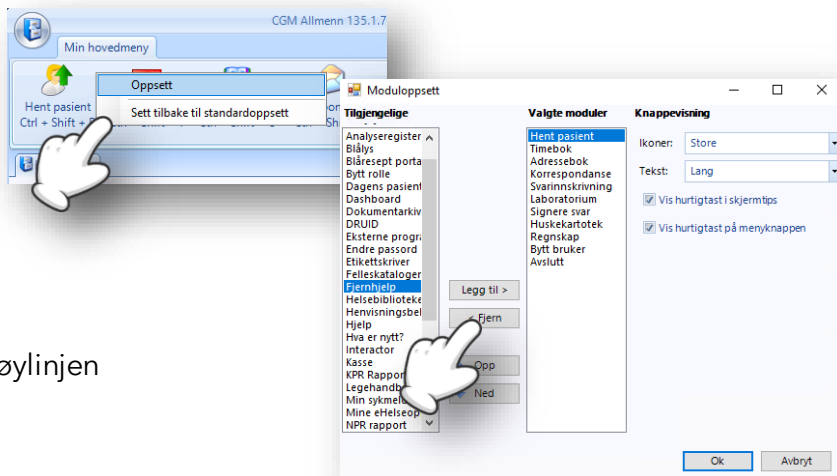 CGM Allmenn 135.1.7
Min hovedmeny
Oppsett
Sett tilbake til standardoppsett
Hent pasient
Ctrl + Shift +
Moduloppsett
Tilgjengelige
Analyseregister
Blålys
Blåresept porta
Bytt rolle
Dagens pasient
Dashboard
Dokumentarkiv
DRUID
Eksterne progra
Endre passord
Etikettskriver
Felleskataloger
Fjernhjelp
Helsebiblioteke
Henvisningsbel
Hjelp
Hva er nytt?
Interactor
Kasse
KPR Rappor
Legehandb
Min sykmel
Mine eHelseop
NPR rapport
Legg til >
< Fjern
Opp
Ned
Valgte moduler
Hent pasient
Timebok
Adressebok
Korrespondanse
Svarinnskrivning
Laboratorium
Signere svar
Huskekartotek
Regnskap
Bytt bruker
Avslutt
Knappevisning
Ikoner: Store
Tekst: Lang
Vis hurtigtast i skjermtips
Vis hurtigtast på menyknappen
Ok Avbryt
øylinjen